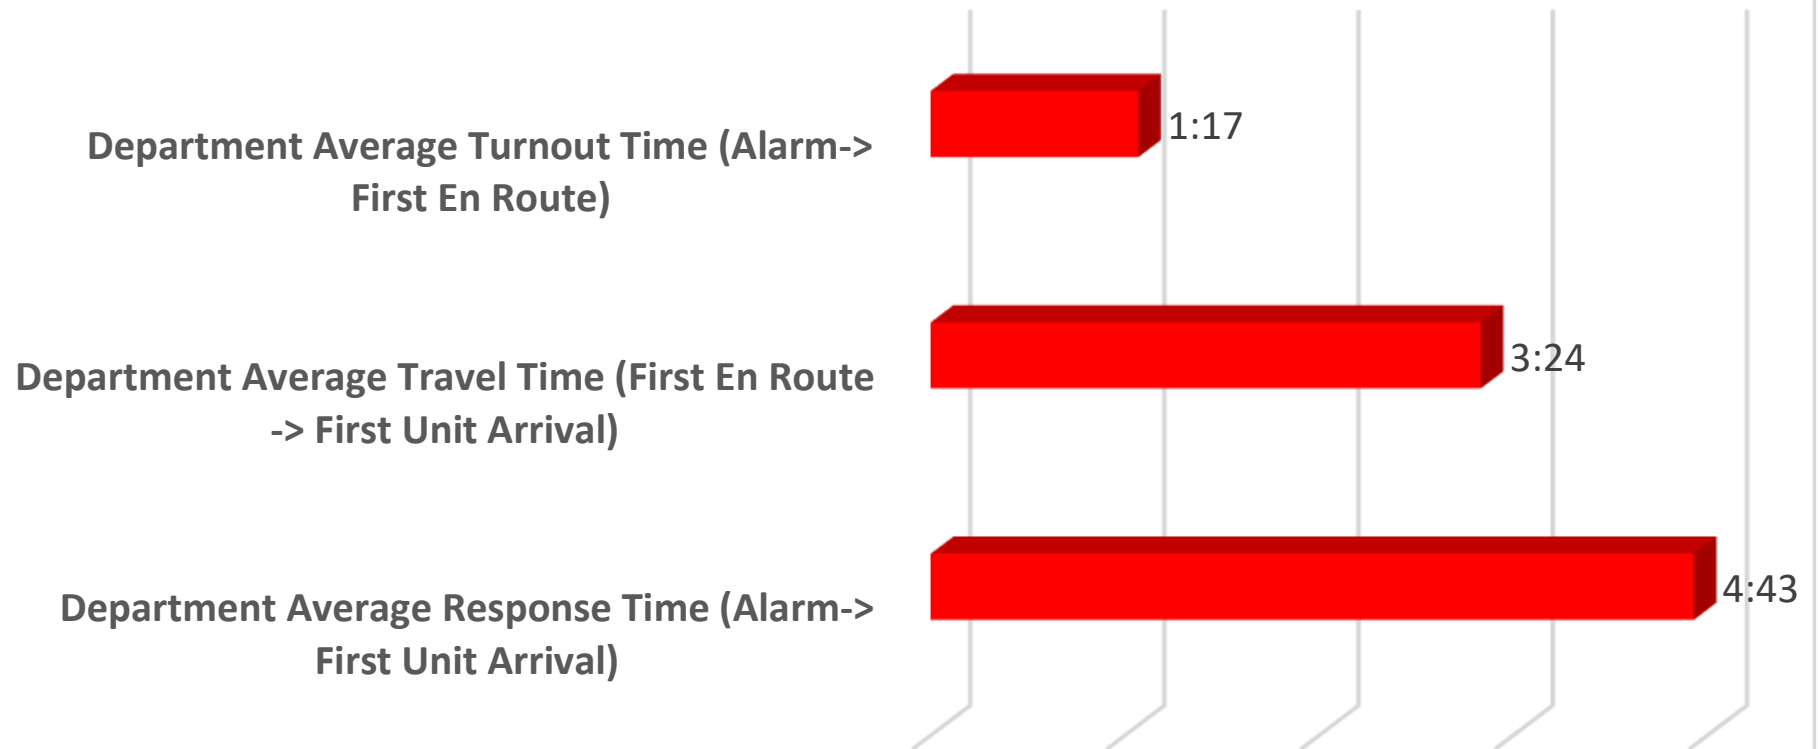 Department Average Turnout Time (Alarm->
First En Route)
1:17
Department Average Travel Time (First En Route
-> First Unit Arrival)
3:24
Department Average Response Time (Alarm->
First Unit Arrival)
4:43